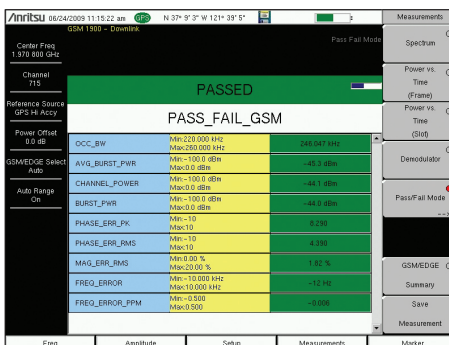 Anritsu 06/24/2009 11:15:22 am GPS N 37° 9' 3" W 121° 39' 5"
Measurements
GSM 1900 - Downlink
Pass Fail Mode
Center Freq
1.970 800 GHz
Channel
715
Reference Source
GPS Hi Accy
Power Offset
0.0 dB
GSM/EDGE Select
Auto
Auto Range
On
PASSED
PASS_FAIL_GSM
OCC_BW Min:220.000 kHz Max:260.000 kHz 246.047 kHz
AVG_BURST_PWR Min:-100.0 dBm Max:0.0 dBm -45.3 dBm
CHANNEL_POWER Min:-100.0 dBm Max:0.0 dBm -44.1 dBm
BURST_PWR Min:-100.0 dBm Max:0.0 dBm -44.0 dBm
PHASE_ERR_PK Min:-10 Max:10 8.290
PHASE_ERR_RMS Min:-10 Max:10 4.390
MAG_ERR_RMS Min:0.00 % Max:20.00 % 1.82 %
FREQ_ERROR Min:-10.000 kHz Max:10.000 kHz -12 Hz
FREQ_ERROR_PPM Min:-0.500 Max:0.500 -0.006
Spectrum
Power vs.
Time
(Frame)
Power vs.
Time
(Slot)
Demodulator
Pass/Fail Mode
-->
GSM/EDGE
Summary
Save
Measurement
Freq Amplitude Setup Measurements Marker